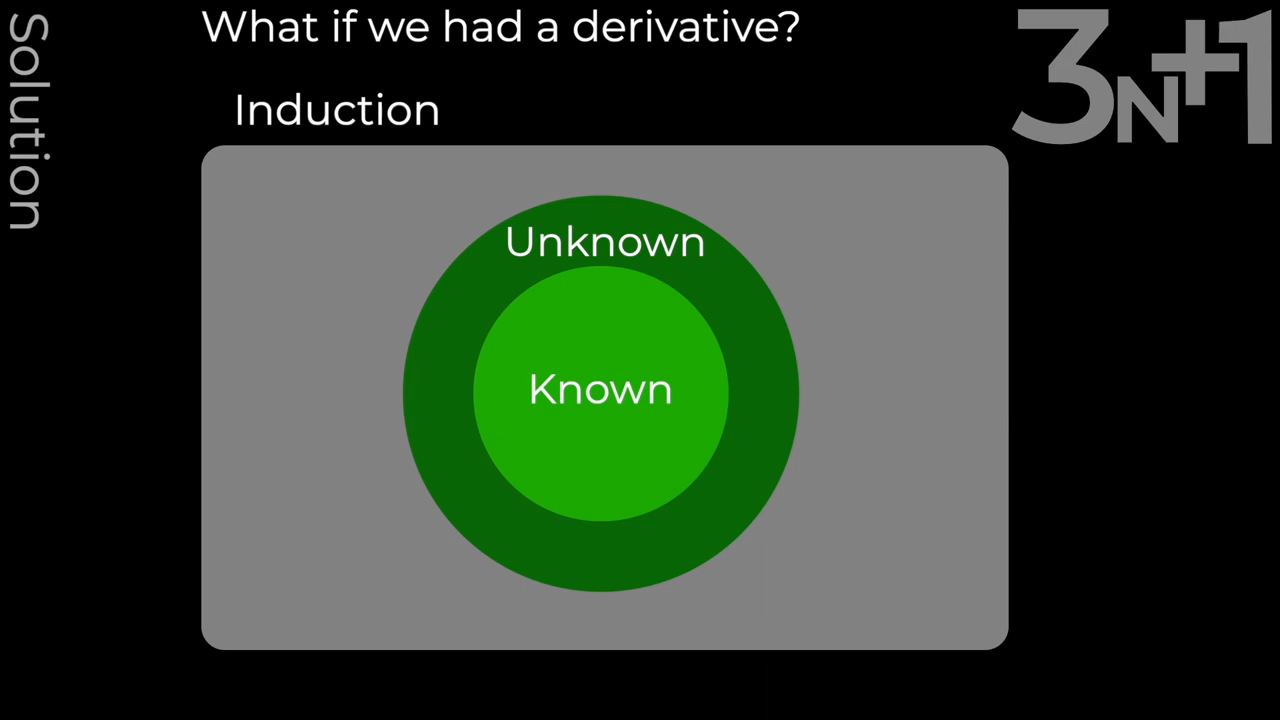 Solution
What if we had a derivative?
3N+1
Induction
Unknown
Known